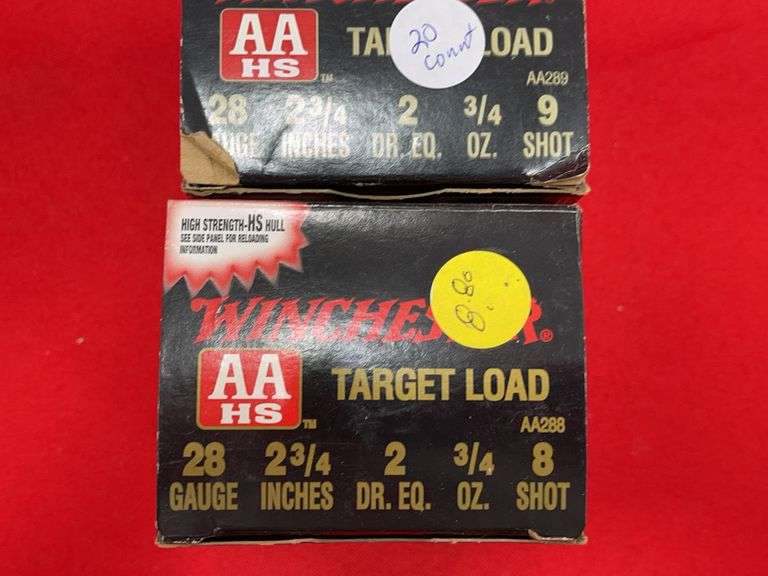 AA
HS
™
20
count
LOAD
AA289
28 2 3/4 2 3/4 9
INCHES DR. EQ. OZ. SHOT
HIGH STRENGTH-HS HULL
SEE SIDE PANEL FOR RELOADING
INFORMATION
8.80
WINCHESTER®
AA
HS
™
TARGET LOAD
AA288
28 2 3/4 2 3/4 8
GAUGE INCHES DR. EQ. OZ. SHOT